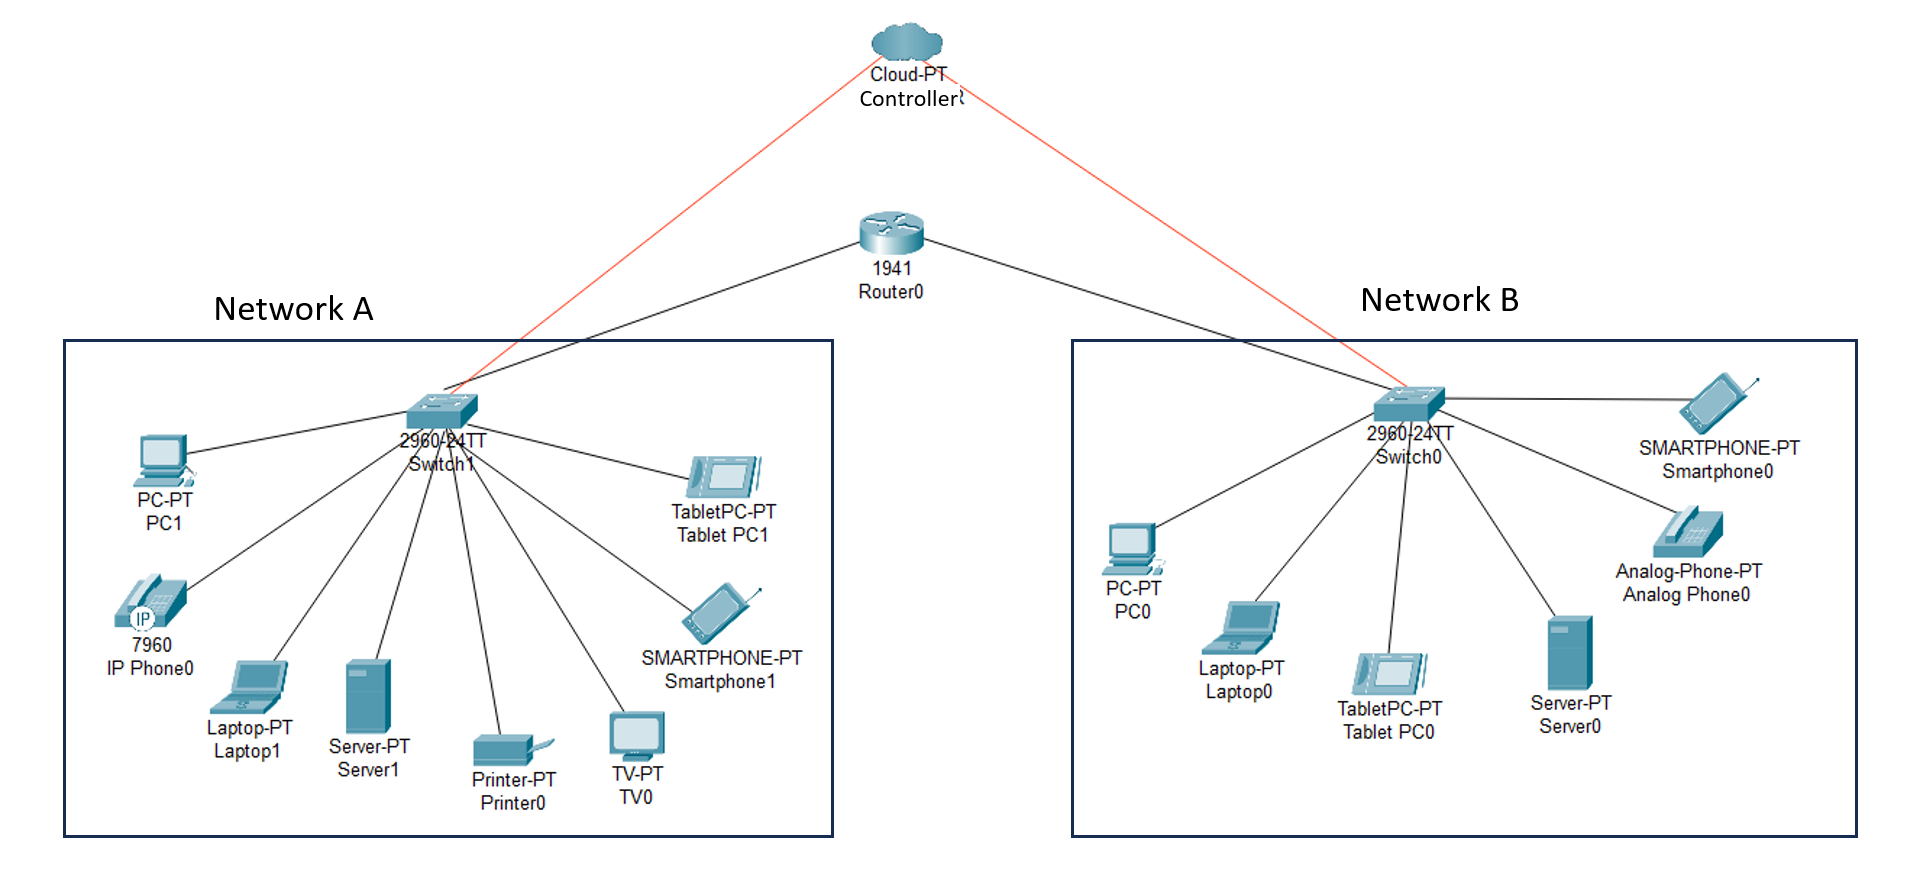 Cloud-PT
Controller
1941
Router0
Network A
Network B
2960-24TT
Switch1
PC-PT
PC1
7960
IP Phone0
IP
Laptop-PT
Laptop1
Server-PT
Server1
Printer-PT
Printer0
TV-PT
TV0
SMARTPHONE-PT
Smartphone1
TabletPC-PT
Tablet PC1
2960-24TT
Switch0
PC-PT
PC0
Laptop-PT
Laptop0
TabletPC-PT
Tablet PC0
Server-PT
Server0
Analog-Phone-PT
Analog Phone0
SMARTPHONE-PT
Smartphone0